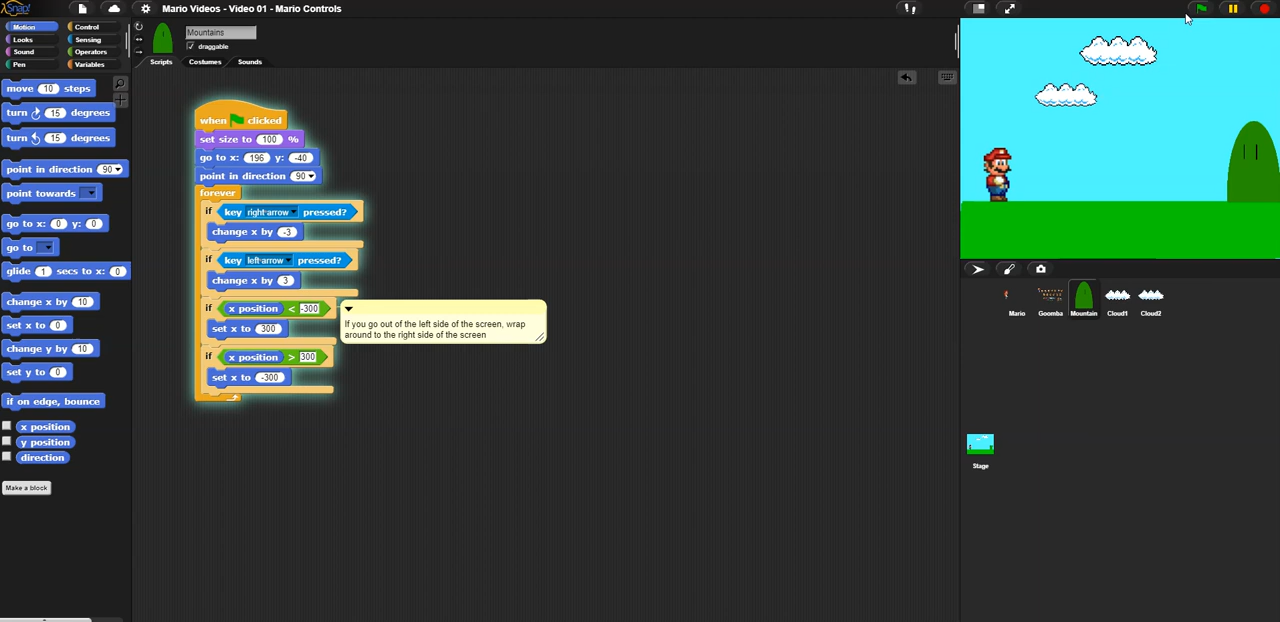 Snap!
Mario Videos - Video 01 - Mario Controls
Motion
Control
Looks
Sensing
Sound
Operators
Pen
Variables
move 10 steps
turn 15 degrees
turn 15 degrees
point in direction 90
point towards
go to x: 0 y: 0
go to
glide 1 secs to x: 0
change x by 10
set x to 0
change y by 10
set y to 0
if on edge, bounce
x position
y position
direction
Make a block
Mountains
draggable
Scripts Costumes Sounds
when clicked
set size to 100 %
go to x: 196 y: -40
point in direction 90
forever
if key right arrow pressed?
change x by -3
if key left arrow pressed?
change x by 3
if x position < -300
set x to 300
if x position > 300
set x to -300
If you go out of the left side of the screen, wrap
around to the right side of the screen
Mario Goomba Mountain Cloud1 Cloud2
Stage